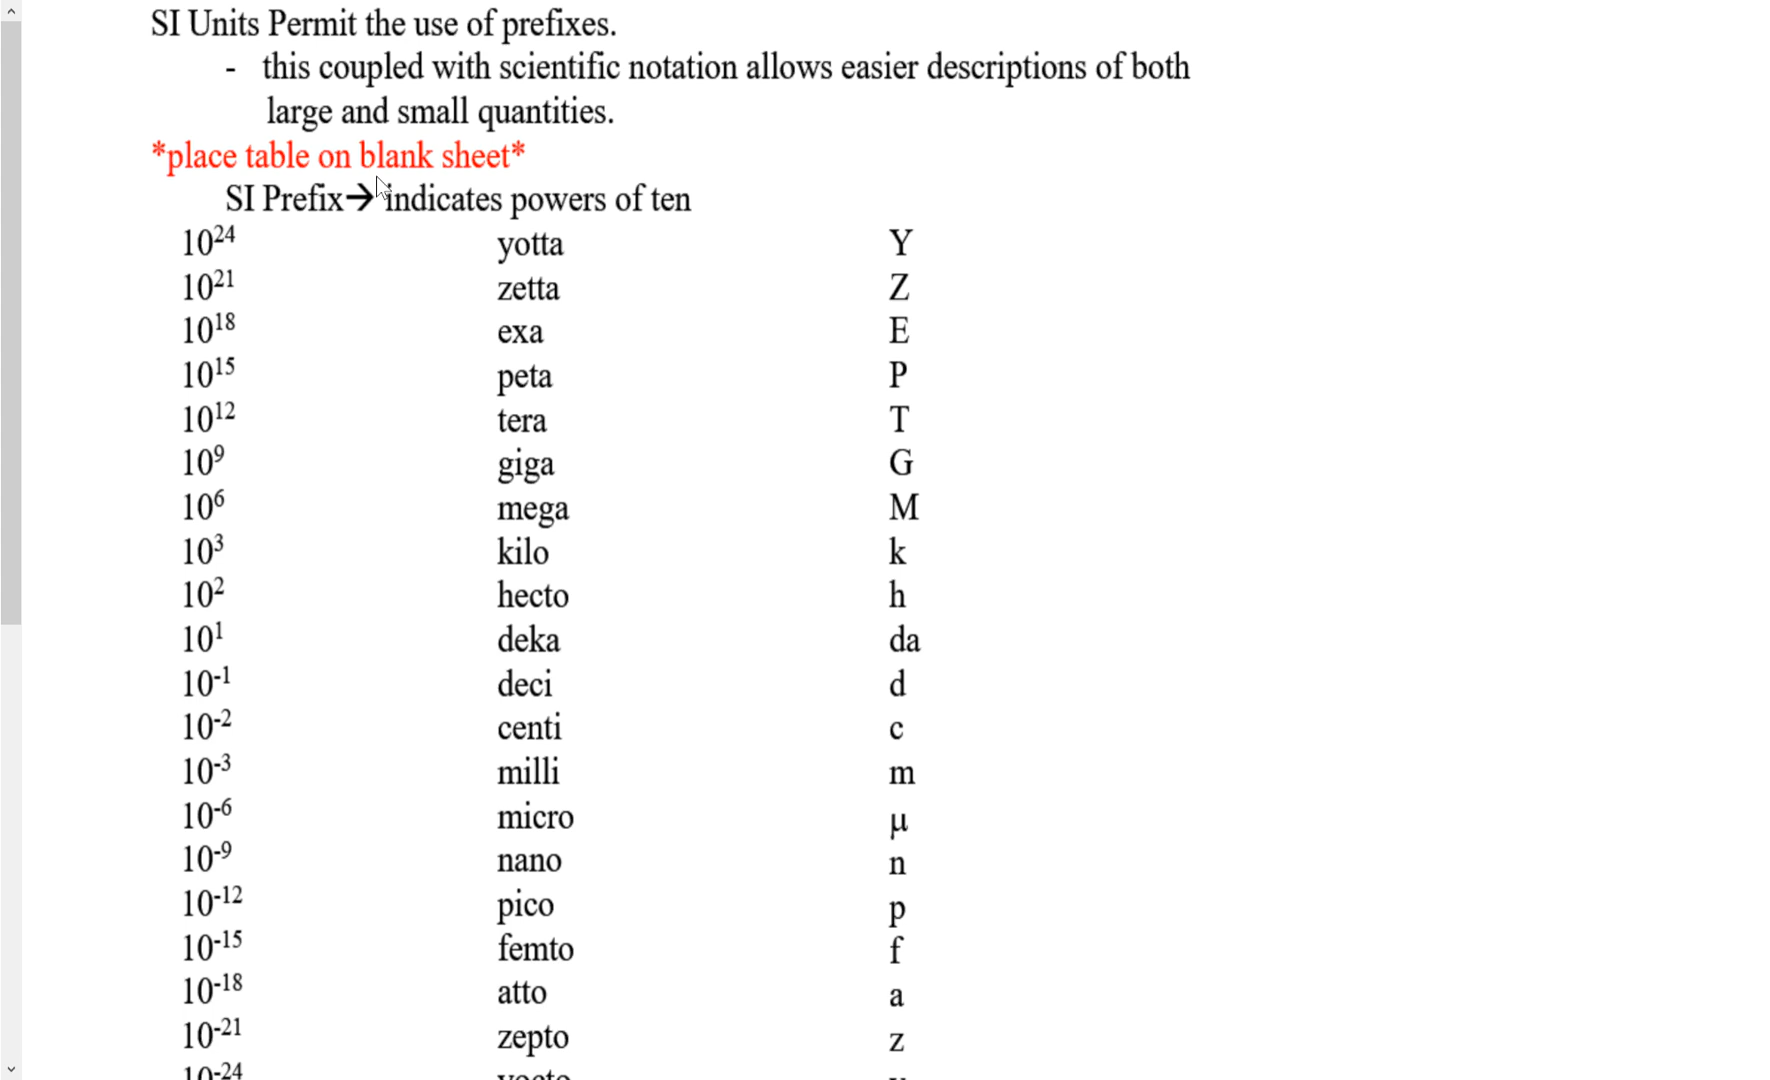 SI Units Permit the use of prefixes.
- this coupled with scientific notation allows easier descriptions of both
large and small quantities.
*place table on blank sheet*
SI Prefix→indicates powers of ten
10²⁴ yotta Y
10²¹ zetta Z
10¹⁸ exa E
10¹⁵ peta P
10¹² tera T
10⁹ giga G
10⁶ mega M
10³ kilo k
10² hecto h
10¹ deka da
10⁻¹ deci d
10⁻² centi c
10⁻³ milli m
10⁻⁶ micro μ
10⁻⁹ nano n
10⁻¹² pico p
10⁻¹⁵ femto f
10⁻¹⁸ atto a
10⁻²¹ zepto z
10⁻²⁴ yocto